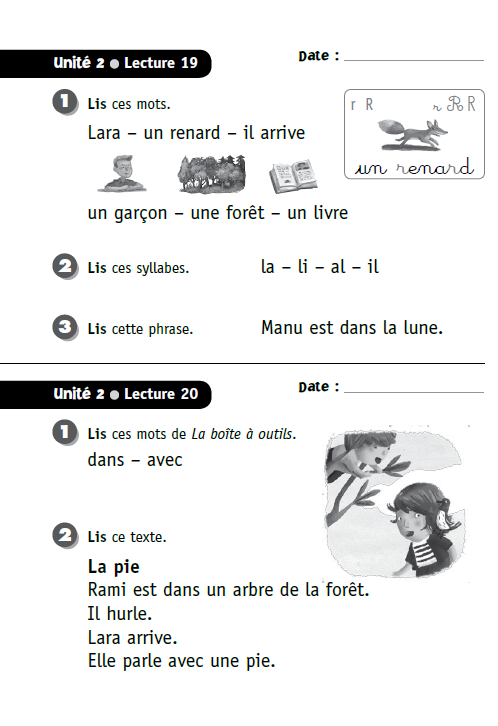 Unité 2 ● Lecture 19
Date :
1 Lis ces mots.
Lara – un renard – il arrive
r R r R R
un renard
un garçon – une forêt – un livre
2 Lis ces syllabes. la – li – al – il
3 Lis cette phrase. Manu est dans la lune.
Unité 2 ● Lecture 20
Date :
1 Lis ces mots de La boîte à outils.
dans – avec
2 Lis ce texte.
La pie
Rami est dans un arbre de la forêt.
Il hurle.
Lara arrive.
Elle parle avec une pie.